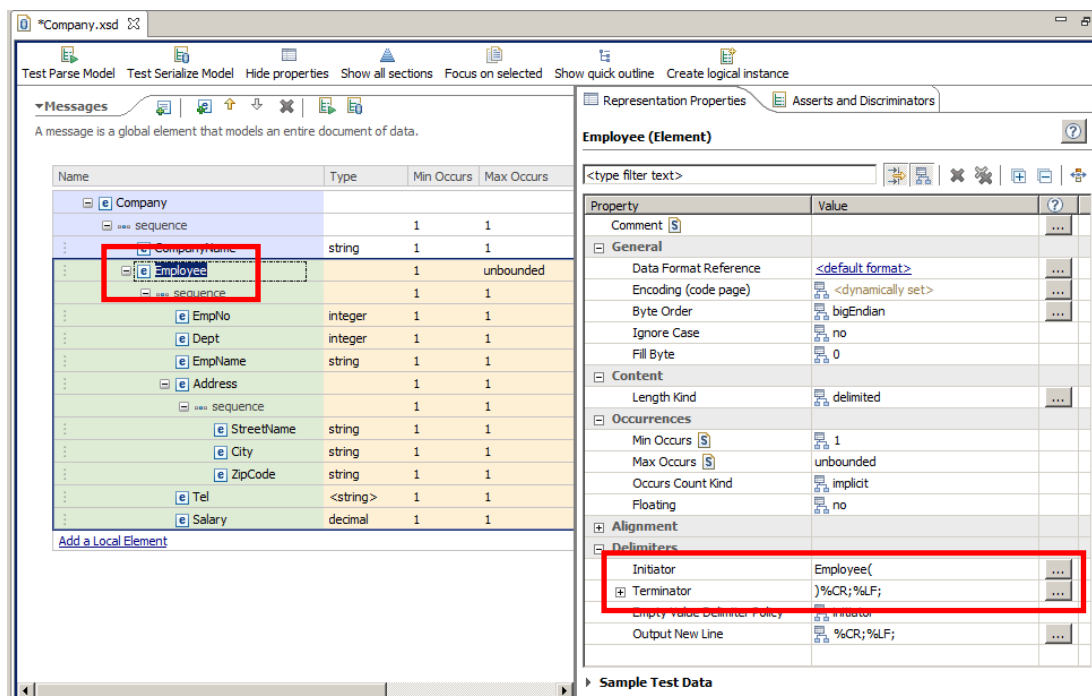 *Company.xsd
Test Parse Model Test Serialize Model Hide properties Show all sections Focus on selected Show quick outline Create logical instance
Messages
A message is a global element that models an entire document of data.
Name Type Min Occurs Max Occurs
e Company
sequence 1 1
e CompanyName string 1 1
e Employee 1 unbounded
sequence 1 1
e EmpNo integer 1 1
e Dept integer 1 1
e EmpName string 1 1
e Address 1 1
sequence 1 1
e StreetName string 1 1
e City string 1 1
e ZipCode string 1 1
e Tel <string> 1 1
e Salary decimal 1 1
Add a Local Element
Representation Properties Asserts and Discriminators
Employee (Element)
<type filter text>
Property Value
Comment S ...
General
Data Format Reference <default format> ...
Encoding (code page) <dynamically set> ...
Byte Order bigEndian ...
Ignore Case no
Fill Byte 0
Content
Length Kind delimited ...
Occurrences
Min Occurs S 1
Max Occurs S unbounded
Occurs Count Kind implicit
Floating no
Alignment
Delimiters
Initiator Employee( ...
Terminator )%CR;%LF; ...
Empty Value Delimiter Policy initiator
Output New Line %CR;%LF; ...
Sample Test Data